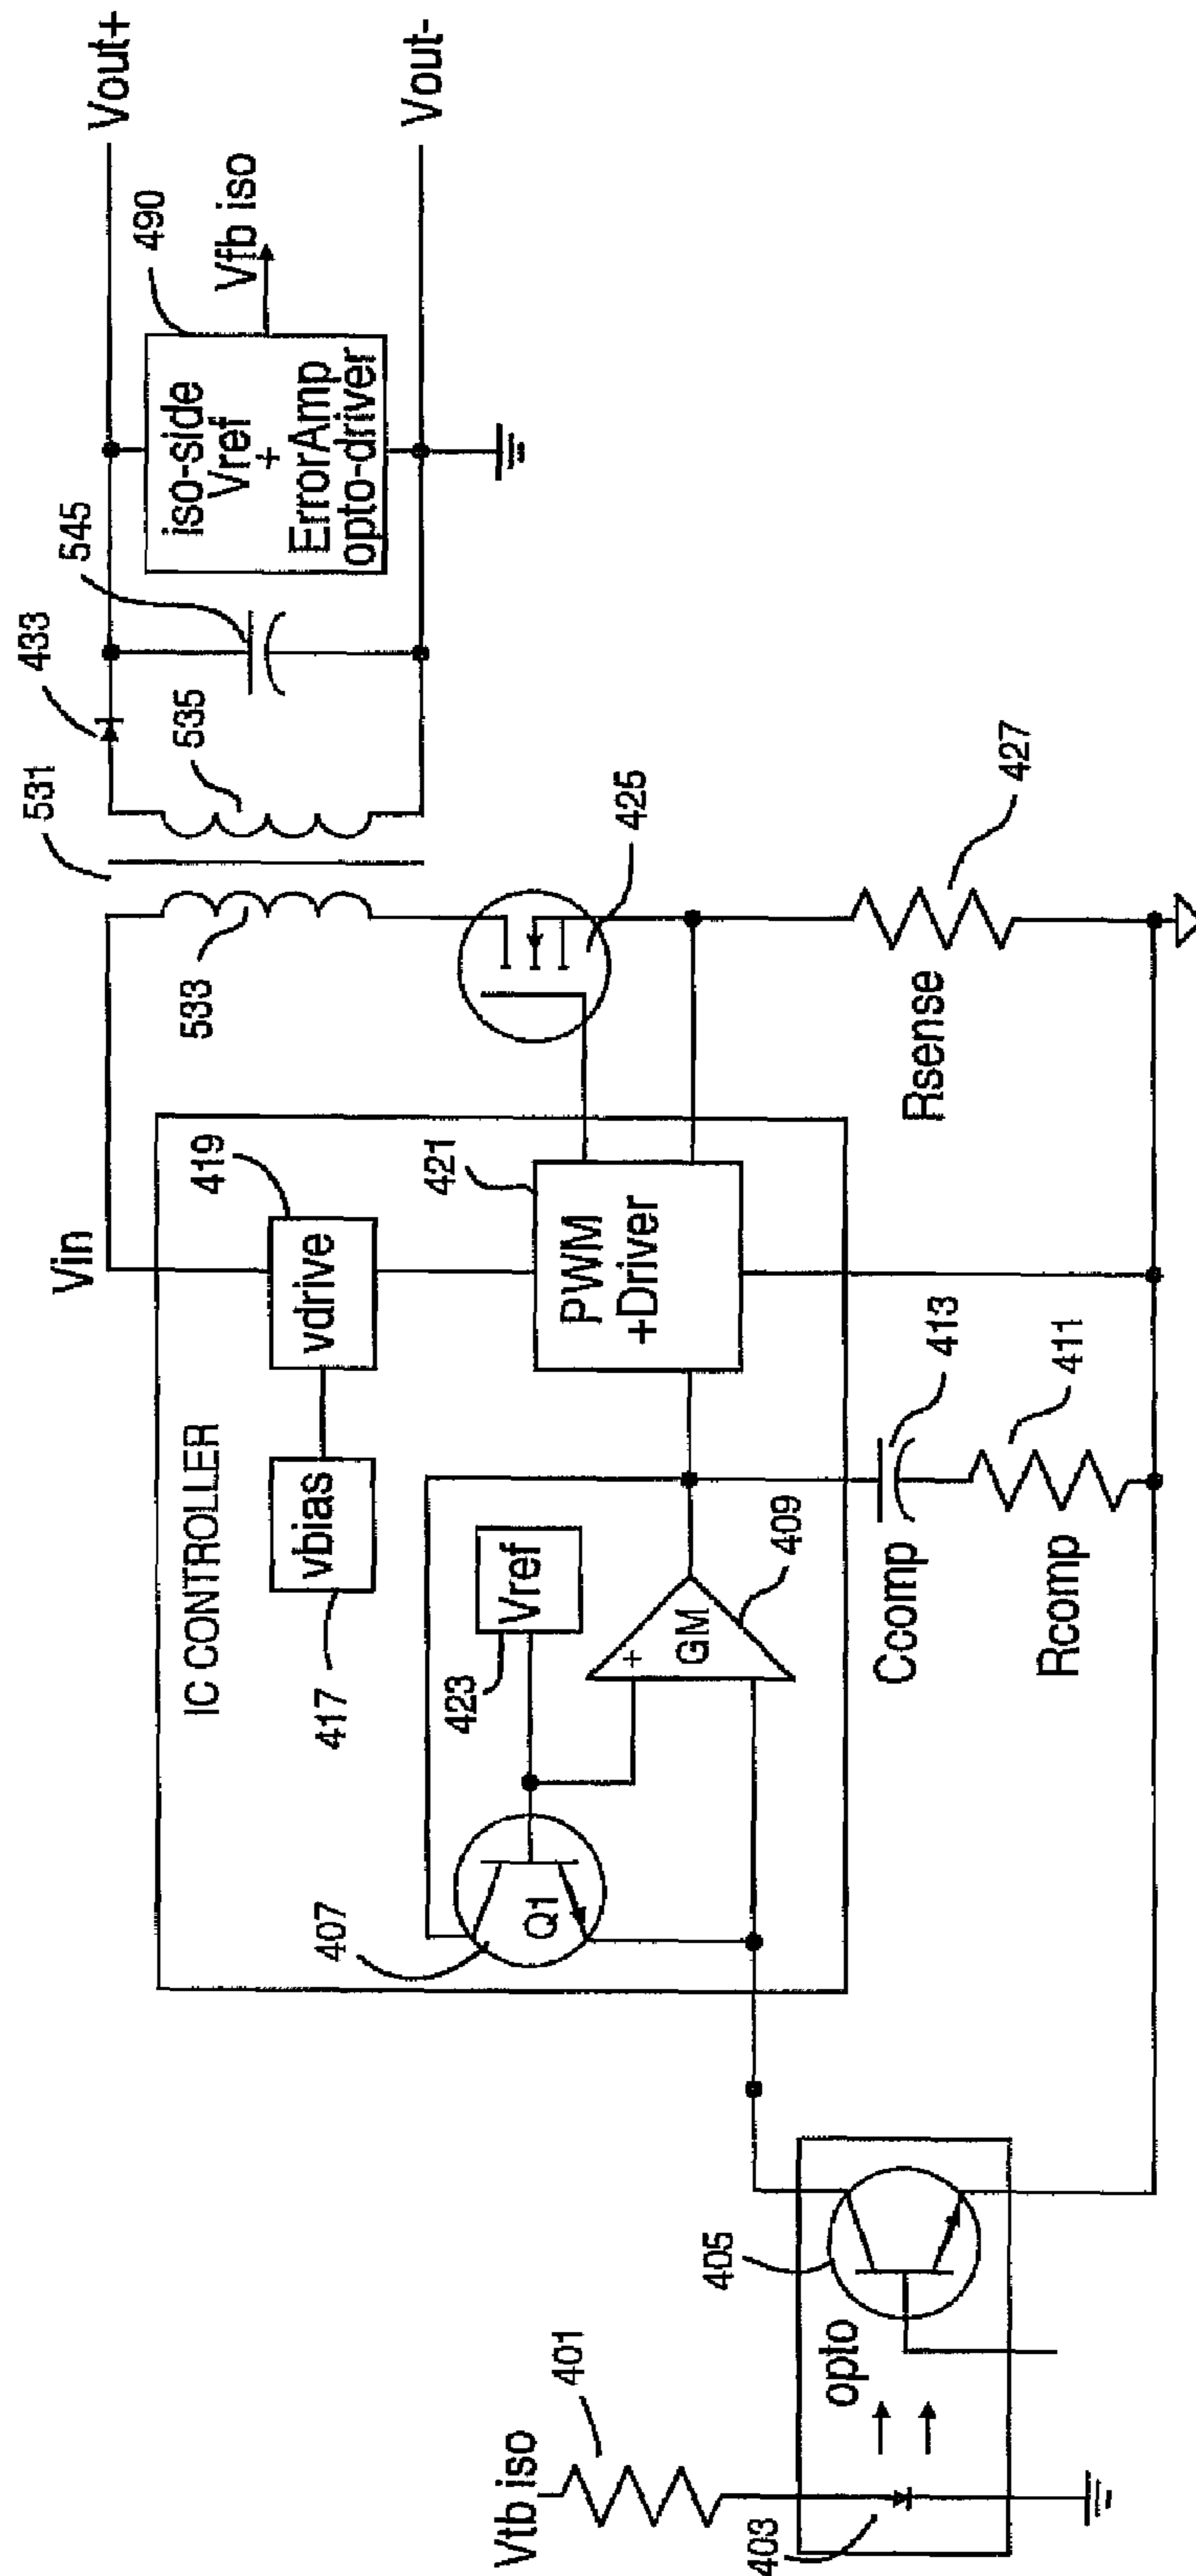 Vin
531
433
545
490
Vout+
IC CONTROLLER
vbias
417
vdrive
419
533
535
iso-side
Vref
+
ErrorAmp
opto-driver
Vfb iso
Vout-
407
Q1
Vref
423
+
GM
409
421
PWM
+Driver
425
Vtb iso
401
403
opto
405
Ccomp
413
Rcomp
411
Rsense
427